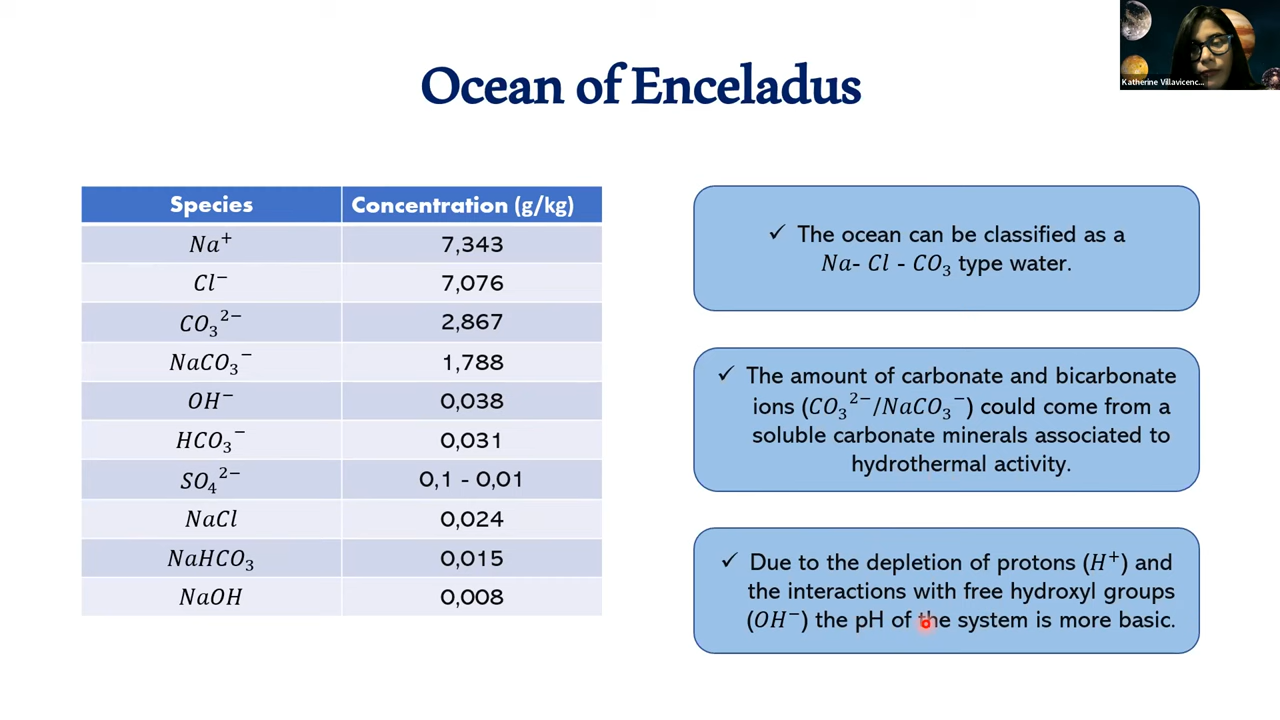 Katherine Villavicenc...
Ocean of Enceladus
Species Concentration (g/kg)
Na⁺ 7,343
Cl⁻ 7,076
CO₃²⁻ 2,867
NaCO₃⁻ 1,788
OH⁻ 0,038
HCO₃⁻ 0,031
SO₄²⁻ 0,1 - 0,01
NaCl 0,024
NaHCO₃ 0,015
NaOH 0,008
✓ The ocean can be classified as a
Na- Cl - CO₃ type water.
✓ The amount of carbonate and bicarbonate
ions (CO₃²⁻/NaCO₃⁻) could come from a
soluble carbonate minerals associated to
hydrothermal activity.
✓ Due to the depletion of protons (H⁺) and
the interactions with free hydroxyl groups
(OH⁻) the pH of the system is more basic.